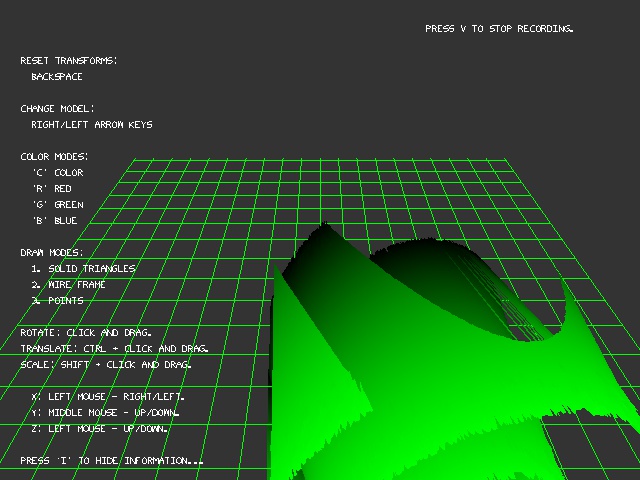 PRESS V TO STOP RECORDING.
RESET TRANSFORMS:
BACKSPACE
CHANGE MODEL:
RIGHT/LEFT ARROW KEYS
COLOR MODES:
'C' COLOR
'R' RED
'G' GREEN
'B' BLUE
DRAW MODES:
1. SOLID TRIANGLES
2. WIRE FRAME
3. POINTS
ROTATE: CLICK AND DRAG.
TRANSLATE: CTRL + CLICK AND DRAG.
SCALE: SHIFT + CLICK AND DRAG.
X: LEFT MOUSE - RIGHT/LEFT.
Y: MIDDLE MOUSE - UP/DOWN.
Z: LEFT MOUSE - UP/DOWN.
PRESS 'I' TO HIDE INFORMATION...